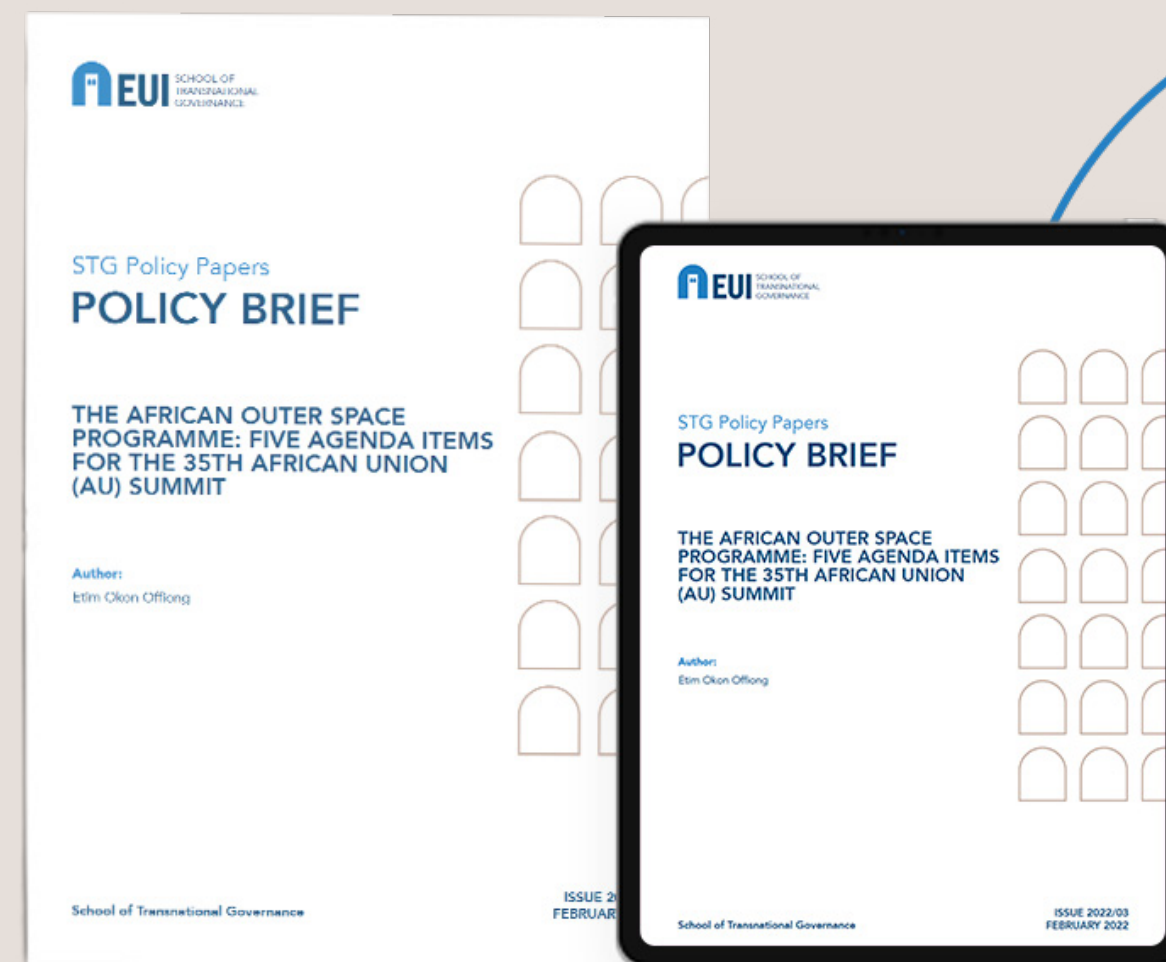 EUI
SCHOOL OF
TRANSNATIONAL
GOVERNANCE
STG Policy Papers
POLICY BRIEF
THE AFRICAN OUTER SPACE
PROGRAMME: FIVE AGENDA ITEMS
FOR THE 35TH AFRICAN UNION
(AU) SUMMIT
Author:
Etim Okon Offiong
School of Transnational Governance
ISSUE 2
FEBRUAR
EUI
SCHOOL OF
TRANSNATIONAL
GOVERNANCE
STG Policy Papers
POLICY BRIEF
THE AFRICAN OUTER SPACE
PROGRAMME: FIVE AGENDA ITEMS
FOR THE 35TH AFRICAN UNION
(AU) SUMMIT
Author:
Etim Okon Offiong
School of Transnational Governance
ISSUE 2022/03
FEBRUARY 2022